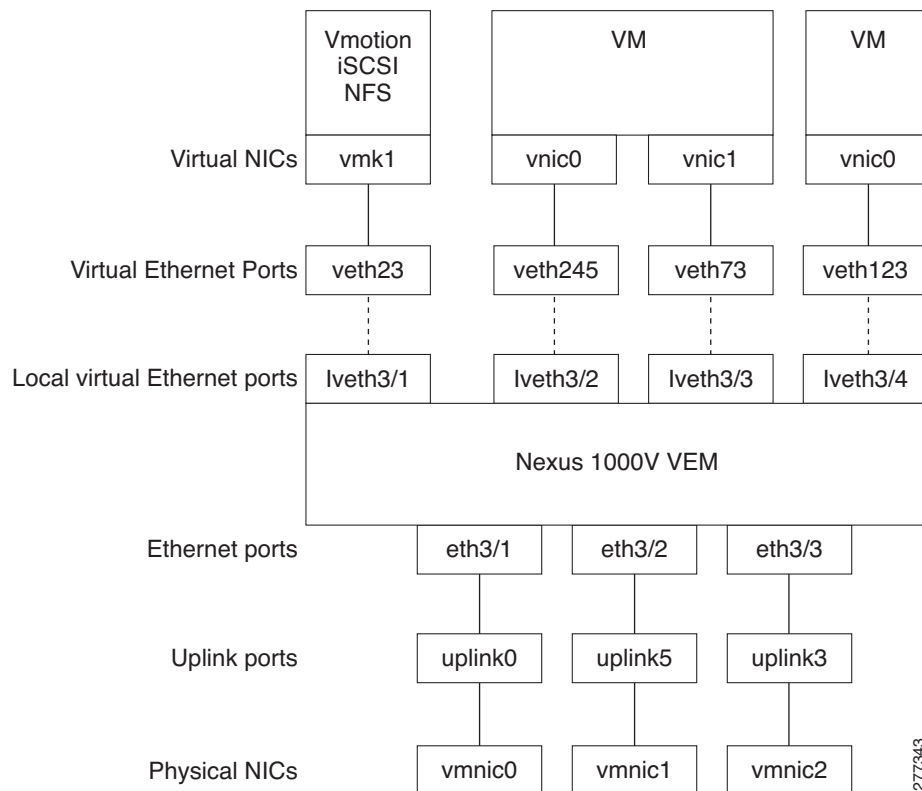 Vmotion
iSCSI
NFS
VM
VM
Virtual NICs
vmk1
vnic0
vnic1
vnic0
Virtual Ethernet Ports
veth23
veth245
veth73
veth123
Local virtual Ethernet ports
lveth3/1
lveth3/2
lveth3/3
lveth3/4
Nexus 1000V VEM
Ethernet ports
eth3/1
eth3/2
eth3/3
Uplink ports
uplink0
uplink5
uplink3
Physical NICs
vmnic0
vmnic1
vmnic2
277343